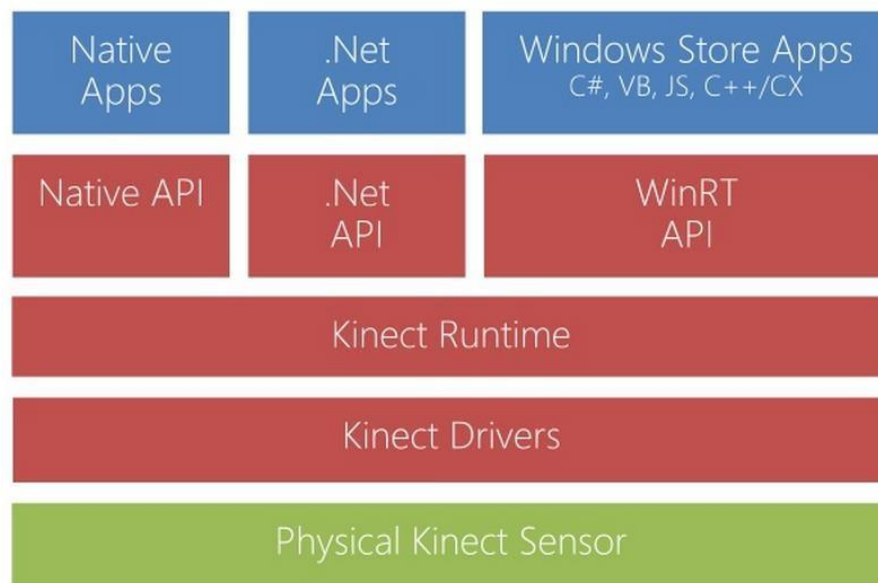 Native
Apps
.Net
Apps
Windows Store Apps
C#, VB, JS, C++/CX
Native API
.Net
API
WinRT
API
Kinect Runtime
Kinect Drivers
Physical Kinect Sensor